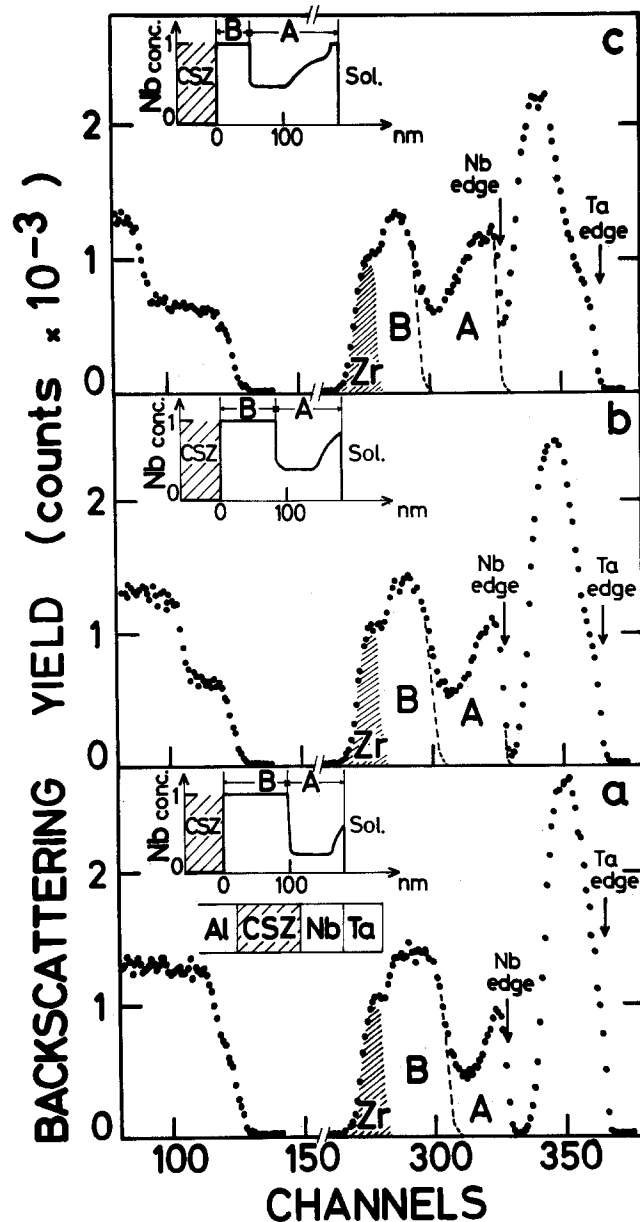 BACKSCATTERING YIELD (counts × 10-3)
B A
c
Nb conc.
1
CSZ
Sol.
0
0 100 nm
2
Nb edge
Ta edge
1
B
A
Zr
0
B A
b
Nb conc.
1
CSZ
Sol.
0
0 100 nm
2
Nb edge
Ta edge
1
B
A
Zr
0
B A
a
Nb conc.
1
CSZ
Sol.
0
0 100 nm
2
Ta edge
Al CSZ Nb Ta
Nb edge
1
B
A
Zr
0
100 150 300 350
CHANNELS